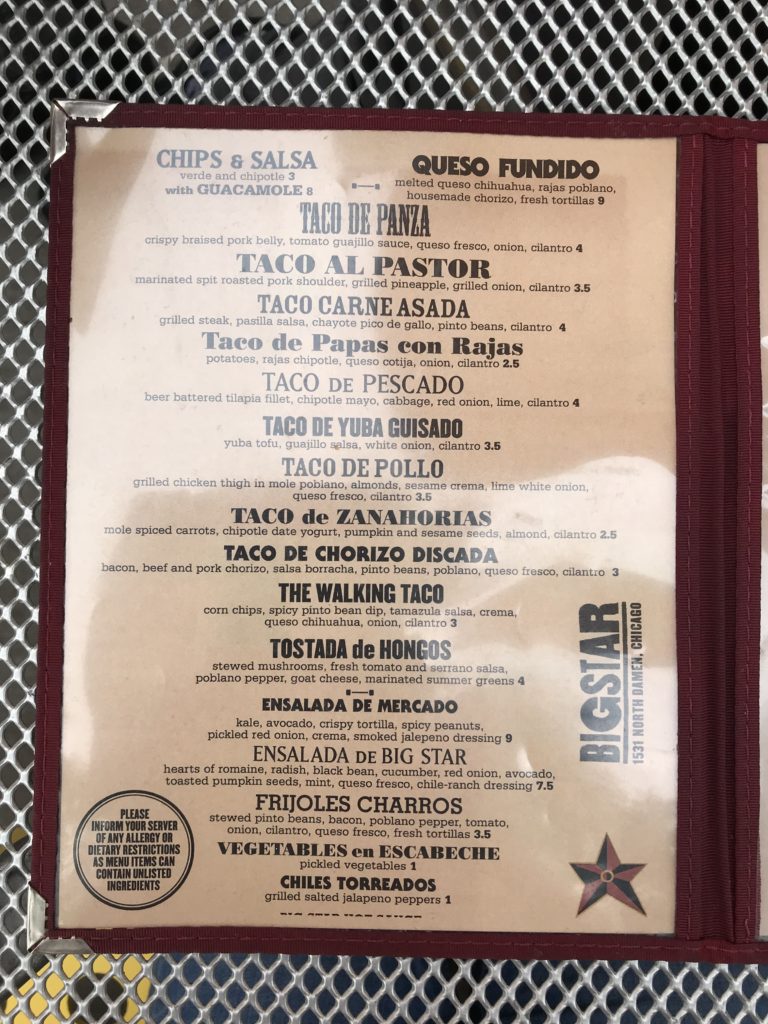 CHIPS & SALSA
verde and chipotle 3
with GUACAMOLE 8
QUESO FUNDIDO
melted queso chihuahua, rajas poblano,
housemade chorizo, fresh tortillas 9
TACO DE PANZA
crispy braised pork belly, tomato guajillo sauce, queso fresco, onion, cilantro 4
TACO AL PASTOR
marinated spit roasted pork shoulder, grilled pineapple, grilled onion, cilantro 3.5
TACO CARNE ASADA
grilled steak, pasilla salsa, chayote pico de gallo, pinto beans, cilantro 4
Taco de Papas con Rajas
potatoes, rajas chipotle, queso cotija, onion, cilantro 2.5
TACO DE PESCADO
beer battered tilapia fillet, chipotle mayo, cabbage, red onion, lime, cilantro 4
TACO DE YUBA GUISADO
yuba tofu, guajillo salsa, white onion, cilantro 3.5
TACO DE POLLO
grilled chicken thigh in mole poblano, almonds, sesame crema, lime white onion,
queso fresco, cilantro 3.5
TACO de ZANAHORIAS
mole spiced carrots, chipotle date yogurt, pumpkin and sesame seeds, almond, cilantro 2.5
TACO DE CHORIZO DISCADA
bacon, beef and pork chorizo, salsa borracha, pinto beans, poblano, queso fresco, cilantro 3
THE WALKING TACO
corn chips, spicy pinto bean dip, tamazula salsa, crema,
queso chihuahua, onion, cilantro 3
TOSTADA de HONGOS
stewed mushrooms, fresh tomato and serrano salsa,
poblano pepper, goat cheese, marinated summer greens 4
ENSALADA DE MERCADO
kale, avocado, crispy tortilla, spicy peanuts,
pickled red onion, crema, smoked jalepeno dressing 9
ENSALADA DE BIG STAR
hearts of romaine, radish, black bean, cucumber, red onion, avocado,
toasted pumpkin seeds, mint, queso fresco, chile-ranch dressing 7.5
FRIJOLES CHARROS
stewed pinto beans, bacon, poblano pepper, tomato,
onion, cilantro, queso fresco, fresh tortillas 3.5
VEGETABLES en ESCABECHE
pickled vegetables 1
CHILES TORREADOS
grilled salted jalapeno peppers 1
BIGSTAR
1531 NORTH DAMEN, CHICAGO
PLEASE
INFORM YOUR SERVER
OF ANY ALLERGY OR
DIETARY RESTRICTIONS
AS MENU ITEMS CAN
CONTAIN UNLISTED
INGREDIENTS